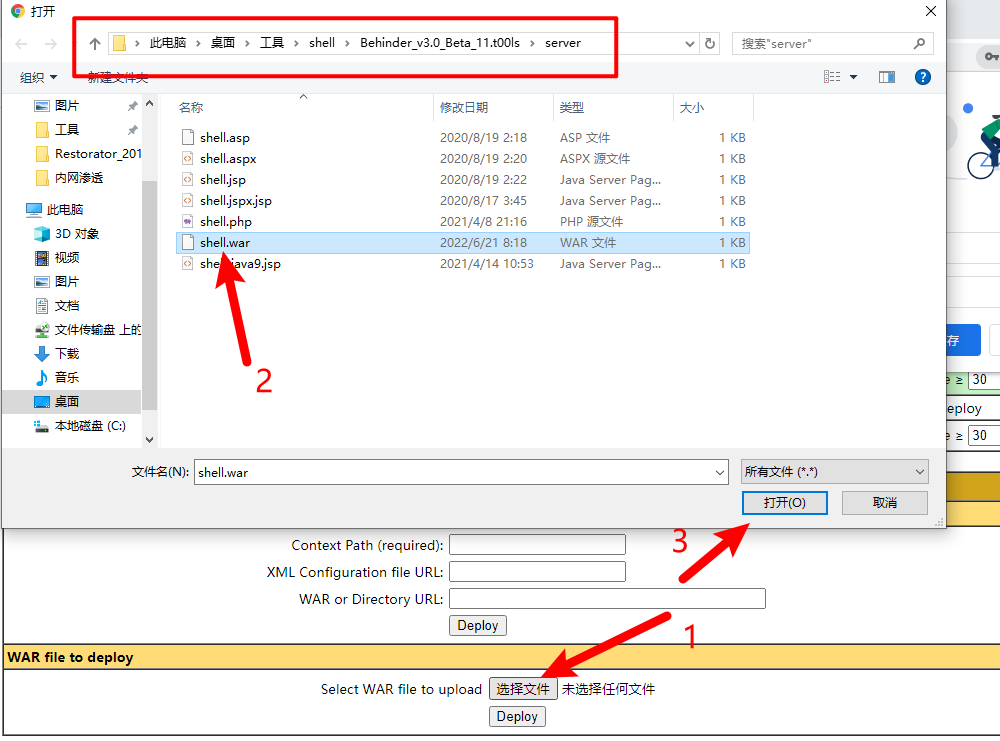 打开
此电脑 > 桌面 > 工具 > shell > Behinder_v3.0_Beta_11.t00ls > server
搜索"server"
组织 新建文件夹
名称 修改日期 类型 大小
图片
工具
Restorator_201
内网渗透
此电脑
3D 对象
视频
图片
文档
文件传输盘 上的
下载
音乐
桌面
本地磁盘 (C:)
shell.asp 2020/8/19 2:18 ASP 文件 1 KB
shell.aspx 2020/8/19 2:20 ASPX 源文件 1 KB
shell.jsp 2020/8/19 2:22 Java Server Pag... 1 KB
shell.jspx.jsp 2020/8/17 3:45 Java Server Pag... 1 KB
shell.php 2021/4/8 21:16 PHP 源文件 1 KB
shell.war 2022/6/21 8:18 WAR 文件 1 KB
java9.jsp 2021/4/14 10:53 Java Server Pag... 1 KB
2
存
e ≥ 30
eploy
e ≥ 30
文件名(N): shell.war 所有文件 (*.*)
打开(O) 取消
3
Context Path (required):
XML Configuration file URL:
WAR or Directory URL:
Deploy
1
WAR file to deploy
Select WAR file to upload 选择文件 未选择任何文件
Deploy